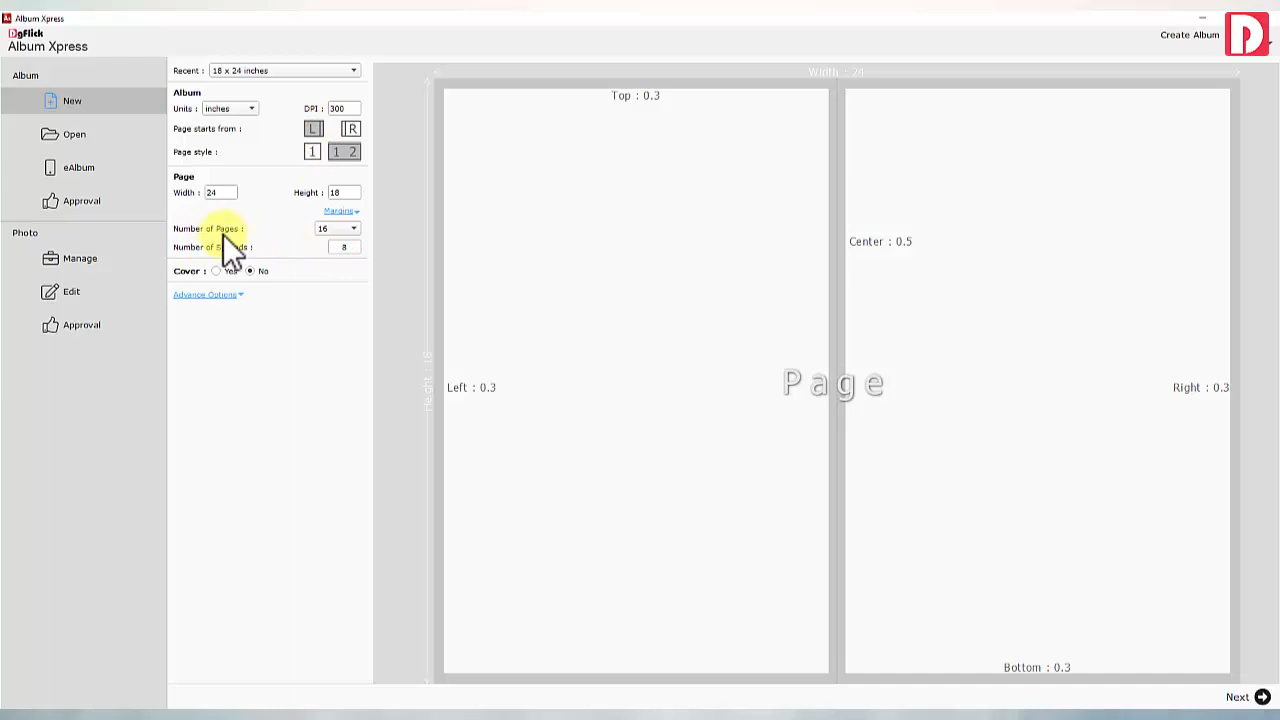 Album Xpress
DgFlick
Album Xpress
Create Album
Album
New
Open
eAlbum
Approval
Photo
Manage
Edit
Approval
Recent : 18 x 24 inches
Album
Units : inches DPI : 300
Page starts from : L R
Page style : 1 1 2
Page
Width : 24 Height : 18
Margins
Number of Pages : 16
Number of : 8
Cover : Yes No
Advance Options
Width : 24
Top : 0.3
Center : 0.5
Left : 0.3
Page
Right : 0.3
Bottom : 0.3
Next